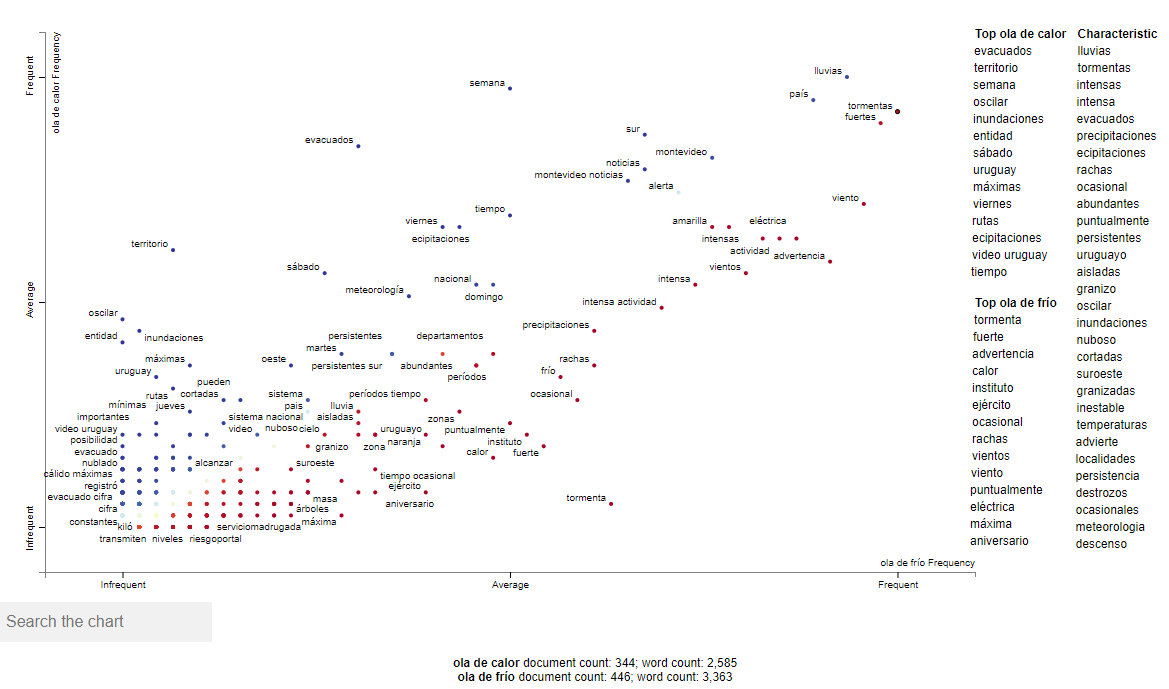 Top ola de calor
evacuados
territorio
semana
oscilar
inundaciones
entidad
sábado
uruguay
máximas
viernes
rutas
ecipitaciones
video uruguay
tiempo
Top ola de frío
tormenta
fuerte
advertencia
calor
instituto
ejército
ocasional
rachas
vientos
viento
puntualmente
eléctrica
máxima
aniversario
Characteristic
lluvias
tormentas
intensas
intensa
evacuados
precipitaciones
ecipitaciones
rachas
ocasional
abundantes
puntualmente
persistentes
uruguayo
aisladas
granizo
oscilar
inundaciones
nuboso
cortadas
suroeste
granizadas
inestable
temperaturas
advierte
localidades
persistencia
destrozos
ocasionales
meteorologia
descenso
ola de calor Frequency
Frequent
Average
Infrequent
lluvias
semana
país
tormentas
fuertes
sur
evacuados
montevideo
noticias
montevideo noticias
alerta
viento
tiempo
viernes
ecipitaciones
amarilla
eléctrica
intensas
actividad
territorio
advertencia
sábado
vientos
nacional
intensa
meteorología
domingo
intensa actividad
oscilar
precipitaciones
entidad
inundaciones
persistentes
departamentos
martes
máximas
oeste
persistentes sur
abundantes
rachas
uruguay
frío
períodos
pueden
rutas
cortadas
sistema
períodos tiempo
ocasional
mínimas
jueves
pais
lluvia
importantes
sistema nacional
aisladas
zonas
video uruguay
video
nuboso
cielo
uruguayo
puntualmente
posibilidad
granizo
zona
naranja
instituto
evacuado
calor
fuerte
nublado
alcanzar
suroeste
cálido máximas
tiempo ocasional
registró
ejército
evacuado cifra
masa
tormenta
cifra
árboles
aniversario
constantes
kiló
servicio
madrugada
máxima
transmiten
niveles
riesgo
portal
ola de frío Frequency
Infrequent
Average
Frequent
Search the chart
ola de calor document count: 344; word count: 2,585
ola de frío document count: 446; word count: 3,363